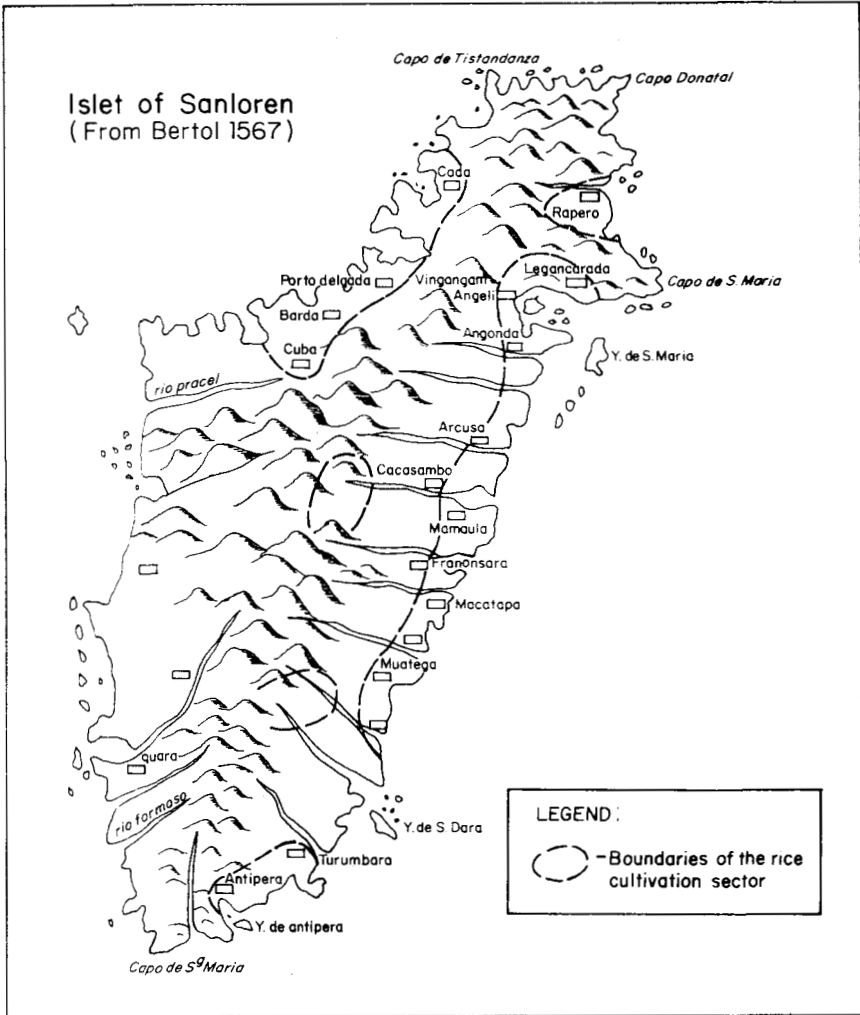 Capo de Tistandanza
Capo Donatal
Islet of Sanloren
(From Bertol 1567)
Cada
Rapero
Legancarada
Capo de S. Maria
Vingangam
Porto delgada
Angeli
Barda
Angonda
Cuba
Y. de S. Maria
rio pracel
Arcusa
Cacasambo
Mamauia
Franonsara
Macatapa
Muatega
quara
rio formoso
Y. de S. Dara
Turumbara
Antipera
Y. de antipera
Capo de Sg Maria
LEGEND:
-Boundaries of the rice
cultivation sector